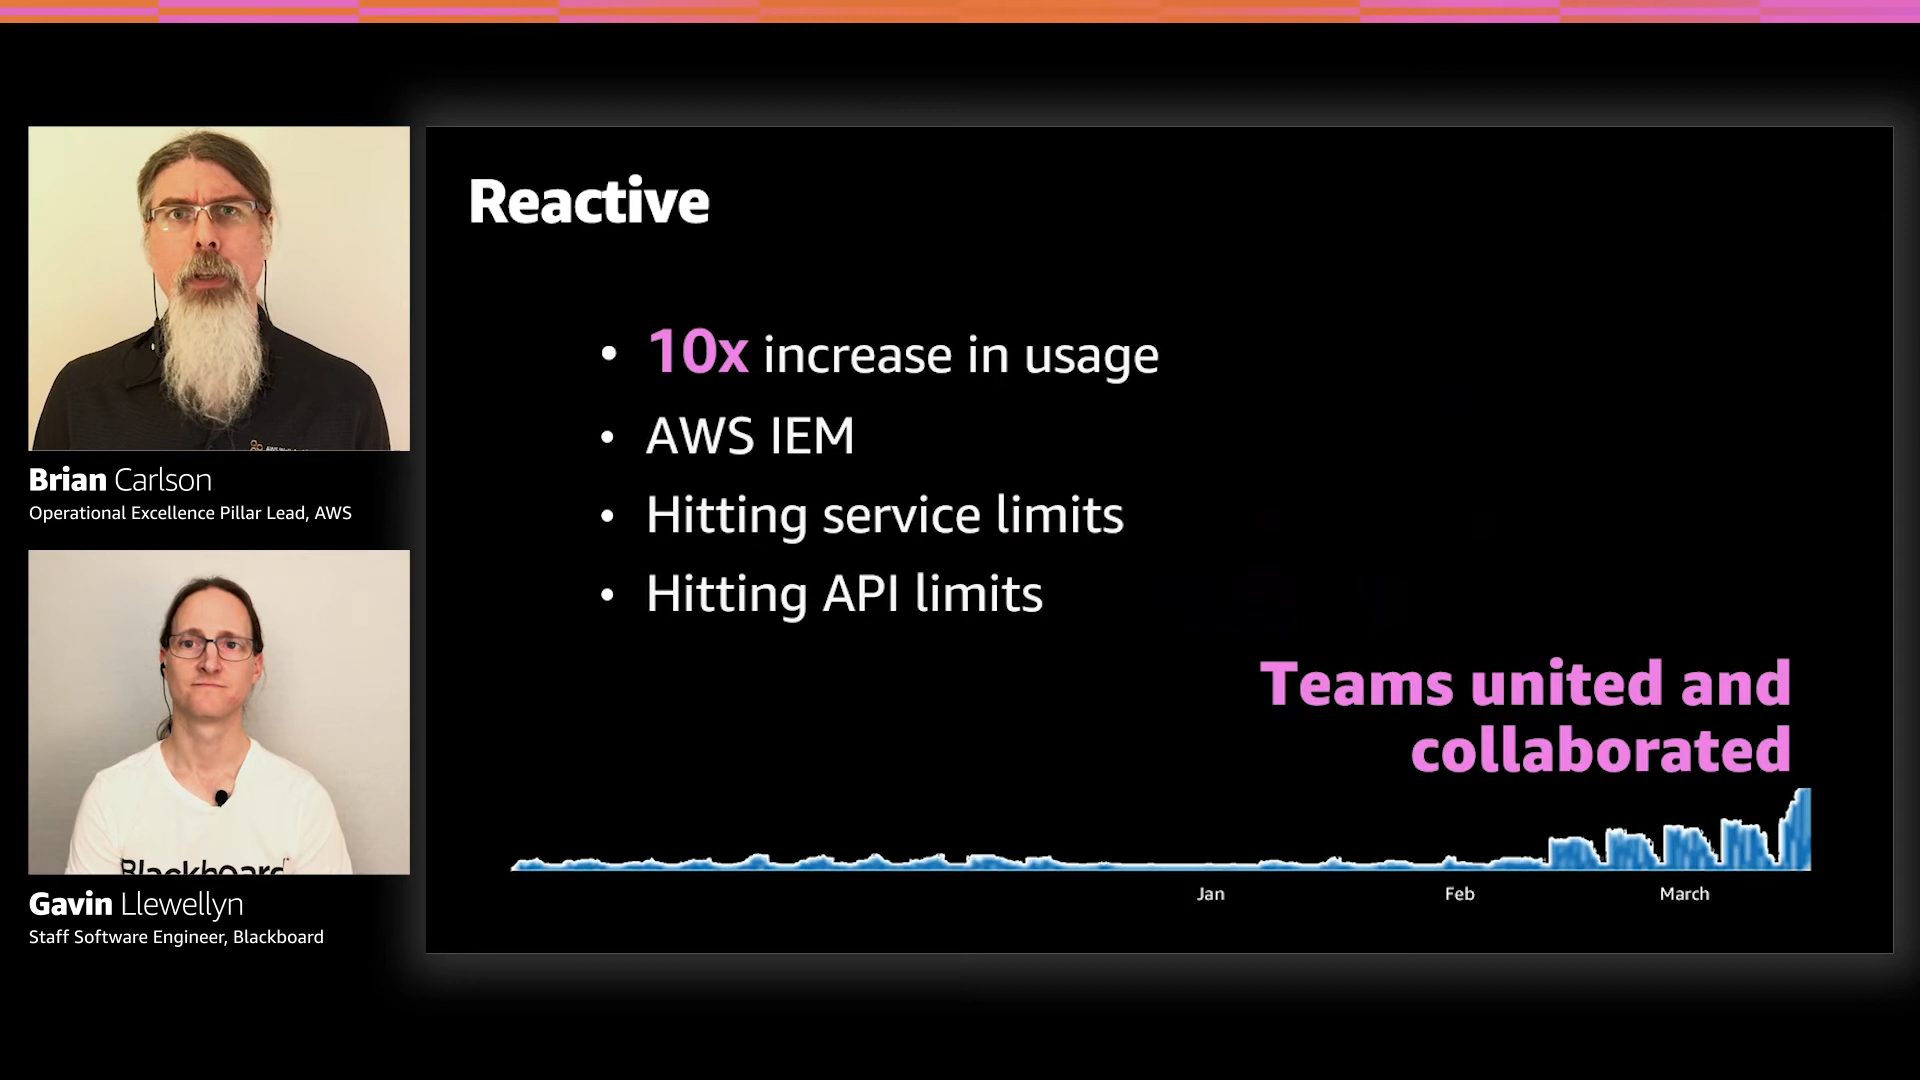 Brian Carlson
Operational Excellence Pillar Lead, AWS
Blackboard
Gavin Llewellyn
Staff Software Engineer, Blackboard
Reactive
• 10x increase in usage
• AWS IEM
• Hitting service limits
• Hitting API limits
Teams united and
collaborated
Jan Feb March